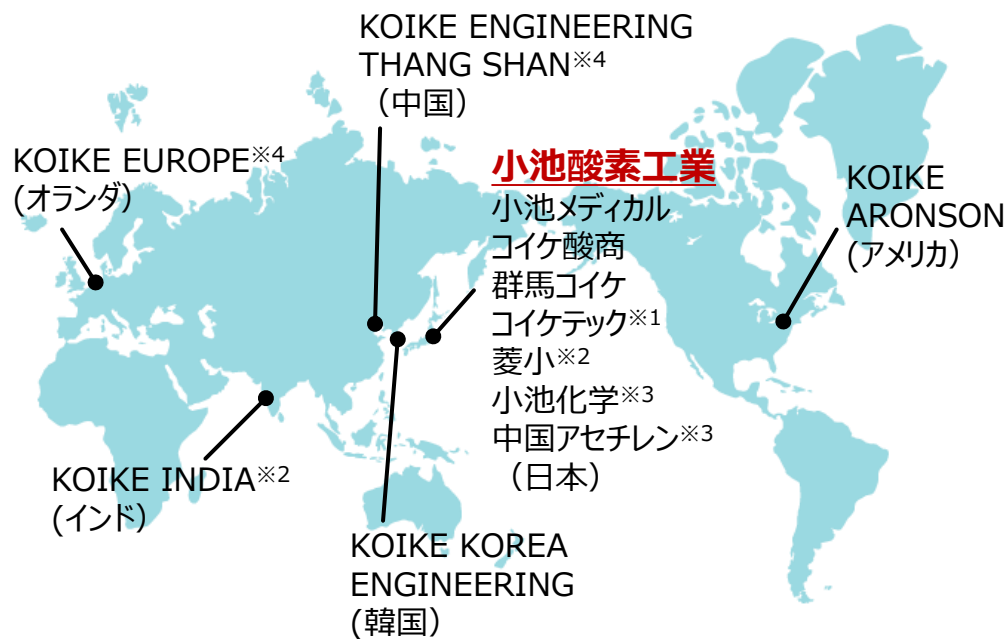 KOIKE ENGINEERING
THANG SHAN※4
（中国）
KOIKE EUROPE※4
(オランダ)
小池酸素工業
小池メディカル
コイケ酸商
群馬コイケ
コイケテック※1
菱小※2
小池化学※3
中国アセチレン※3
（日本）
KOIKE
ARONSON
(アメリカ)
KOIKE INDIA※2
(インド)
KOIKE KOREA
ENGINEERING
(韓国)